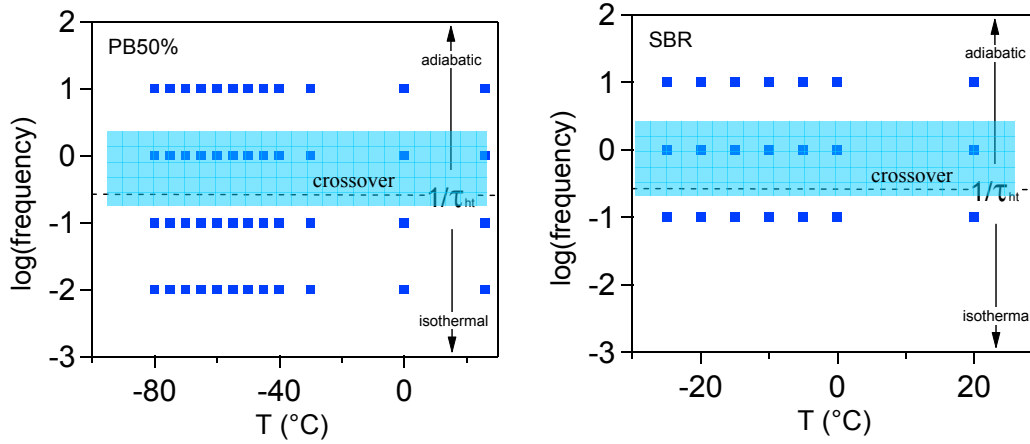 PB50%
2
1
0
-1
-2
-3
log(frequency)
adiabatic
crossover
1/τht
isothermal
-80
-40
0
T (°C)
SBR
2
1
0
-1
-2
-3
log(frequency)
adiabatic
crossover
1/τht
isothermal
-20
0
20
T (°C)